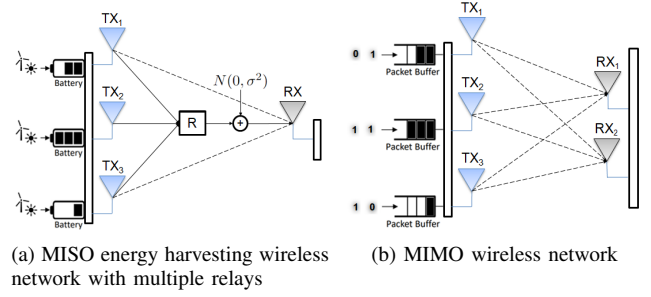 TX1
Battery
TX2
Battery
TX3
Battery
R
N(0, σ²)
+
RX
(a) MISO energy harvesting wireless
network with multiple relays
TX1
0 1
Packet Buffer
TX2
1 1
Packet Buffer
TX3
1 0
Packet Buffer
RX1
RX2
(b) MIMO wireless network